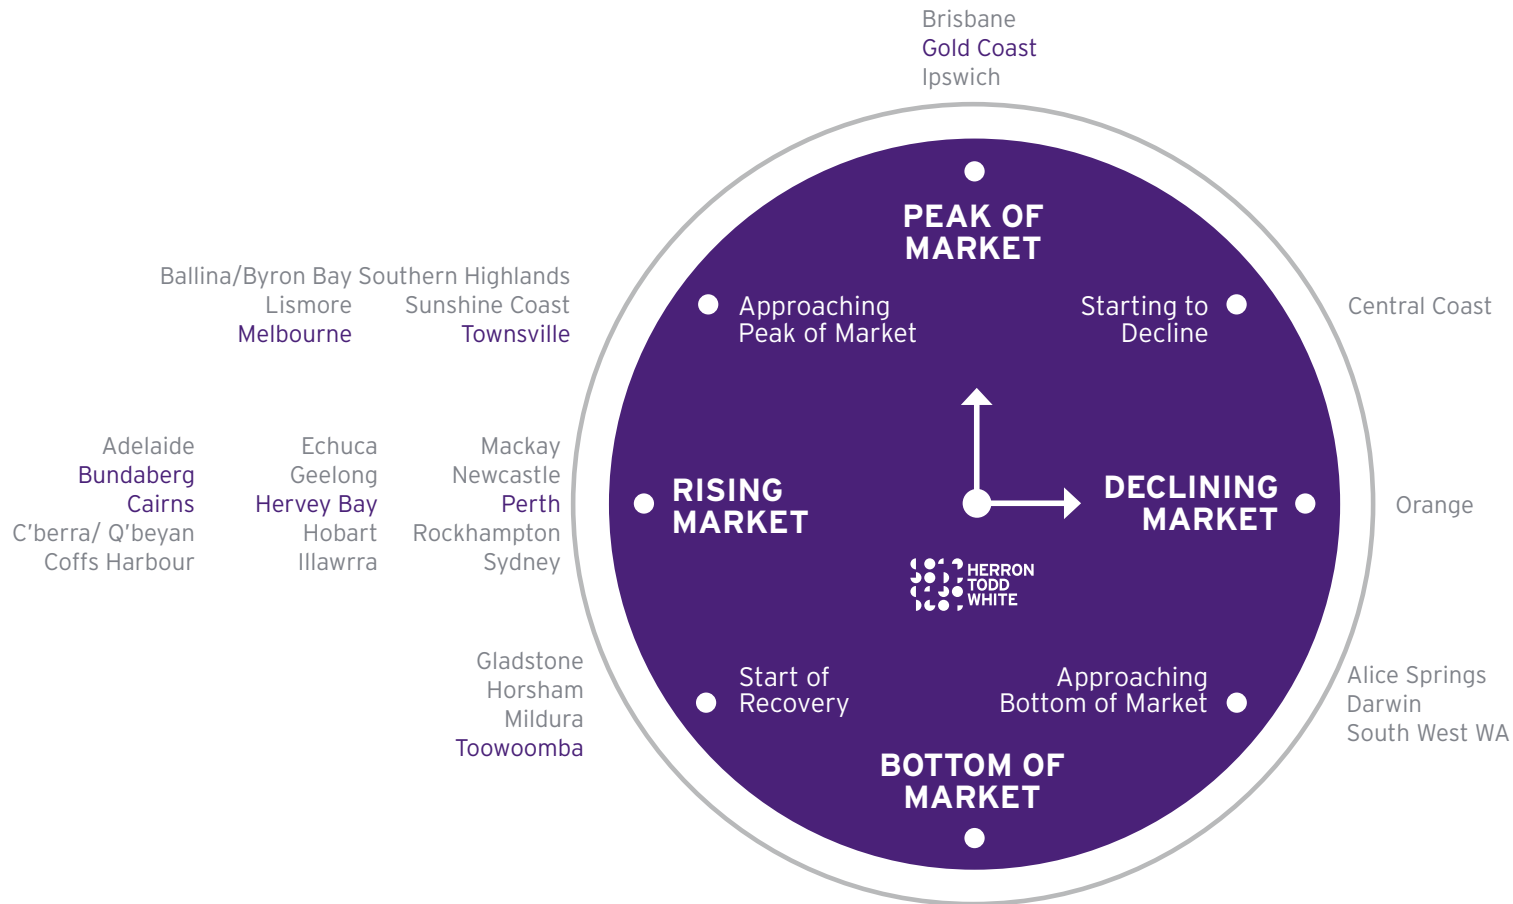 Brisbane
Gold Coast
Ipswich
PEAK OF
MARKET
Ballina/Byron Bay Southern Highlands
Lismore Sunshine Coast
Melbourne Townsville
Approaching
Peak of Market
Starting to
Decline
Central Coast
Adelaide Echuca Mackay
Bundaberg Geelong Newcastle
Cairns Hervey Bay Perth
C'berra/ Q'beyan Hobart Rockhampton
Coffs Harbour Illawrra Sydney
RISING
MARKET
DECLINING
MARKET
Orange
HERRON
TODD
WHITE
Gladstone
Horsham
Mildura
Toowoomba
Start of
Recovery
Approaching
Bottom of Market
Alice Springs
Darwin
South West WA
BOTTOM OF
MARKET